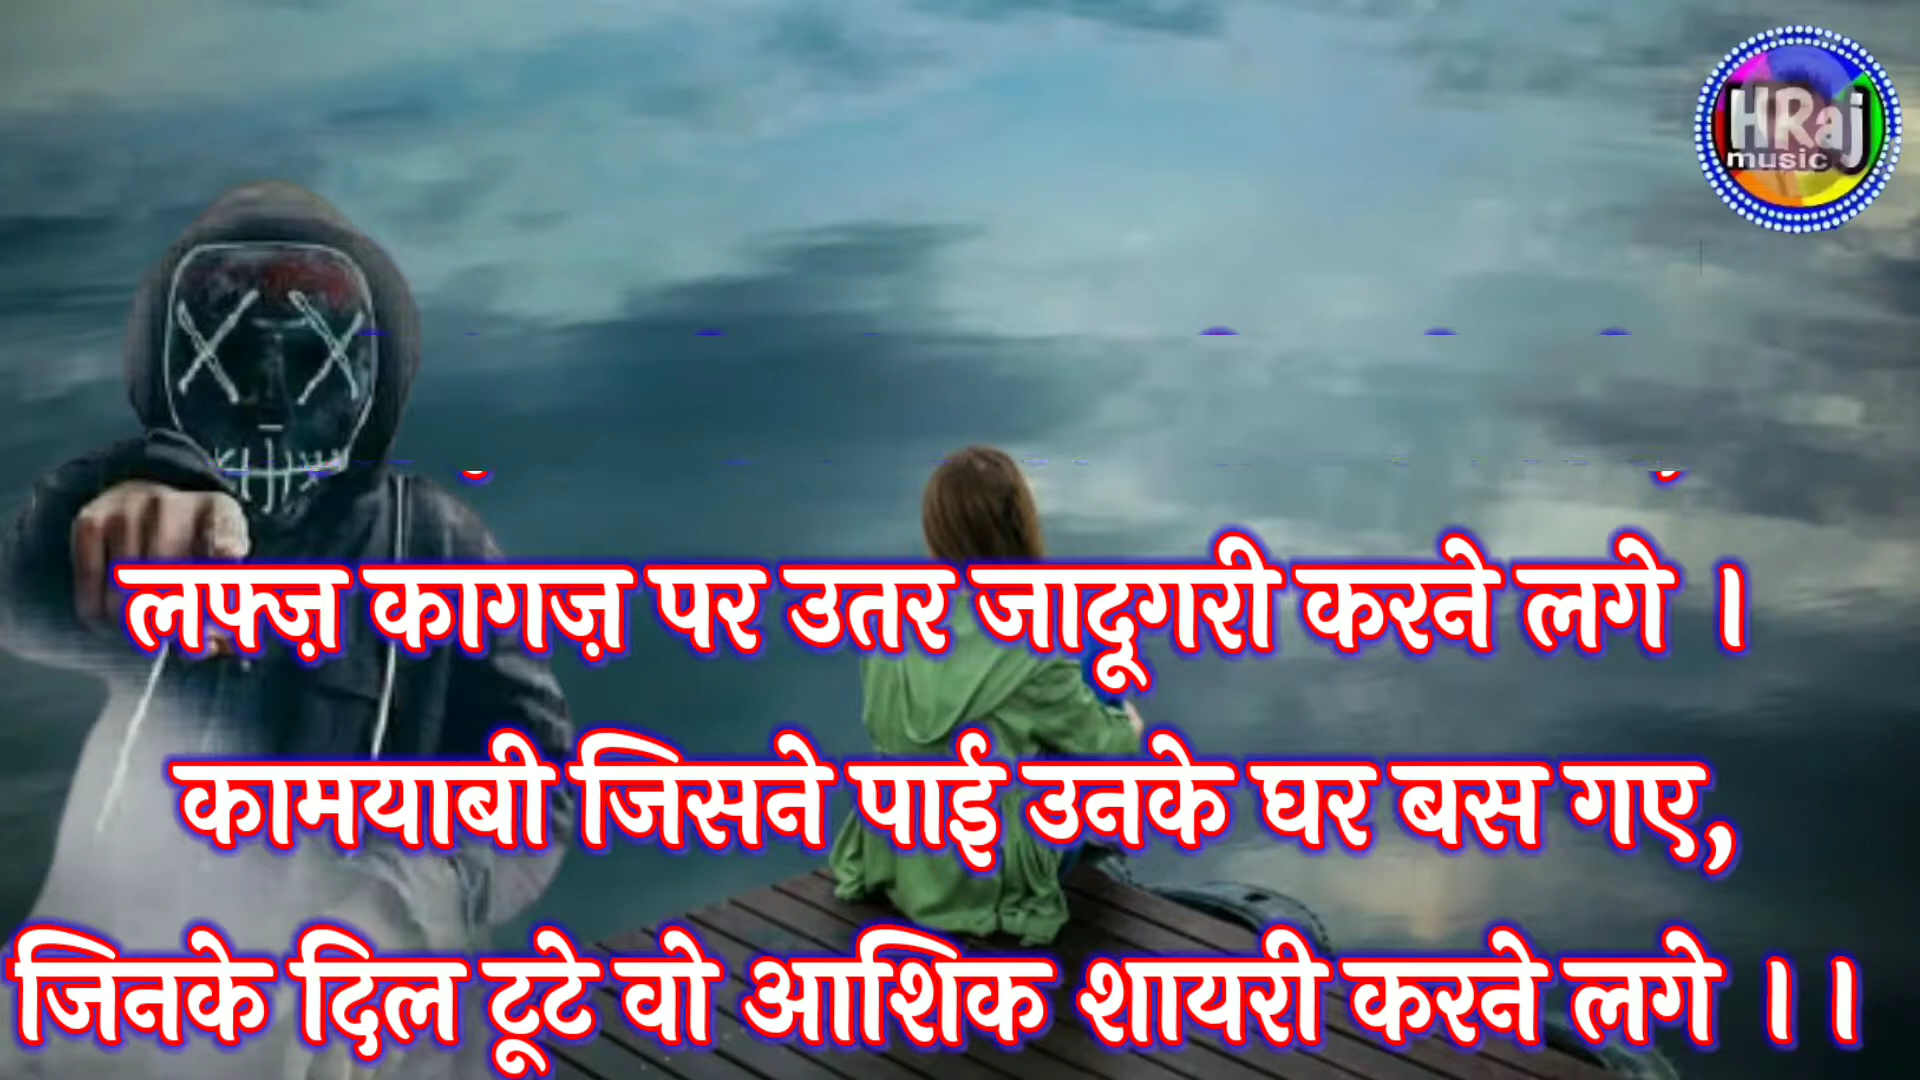 HRaj
music
लफ्ज़ कागज़ पर उतर जादूगरी करने लगे ।
कामयाबी जिसने पाई उनके घर बस गए,
जिनके दिल टूटे वो आशिक शायरी करने लगे ।।